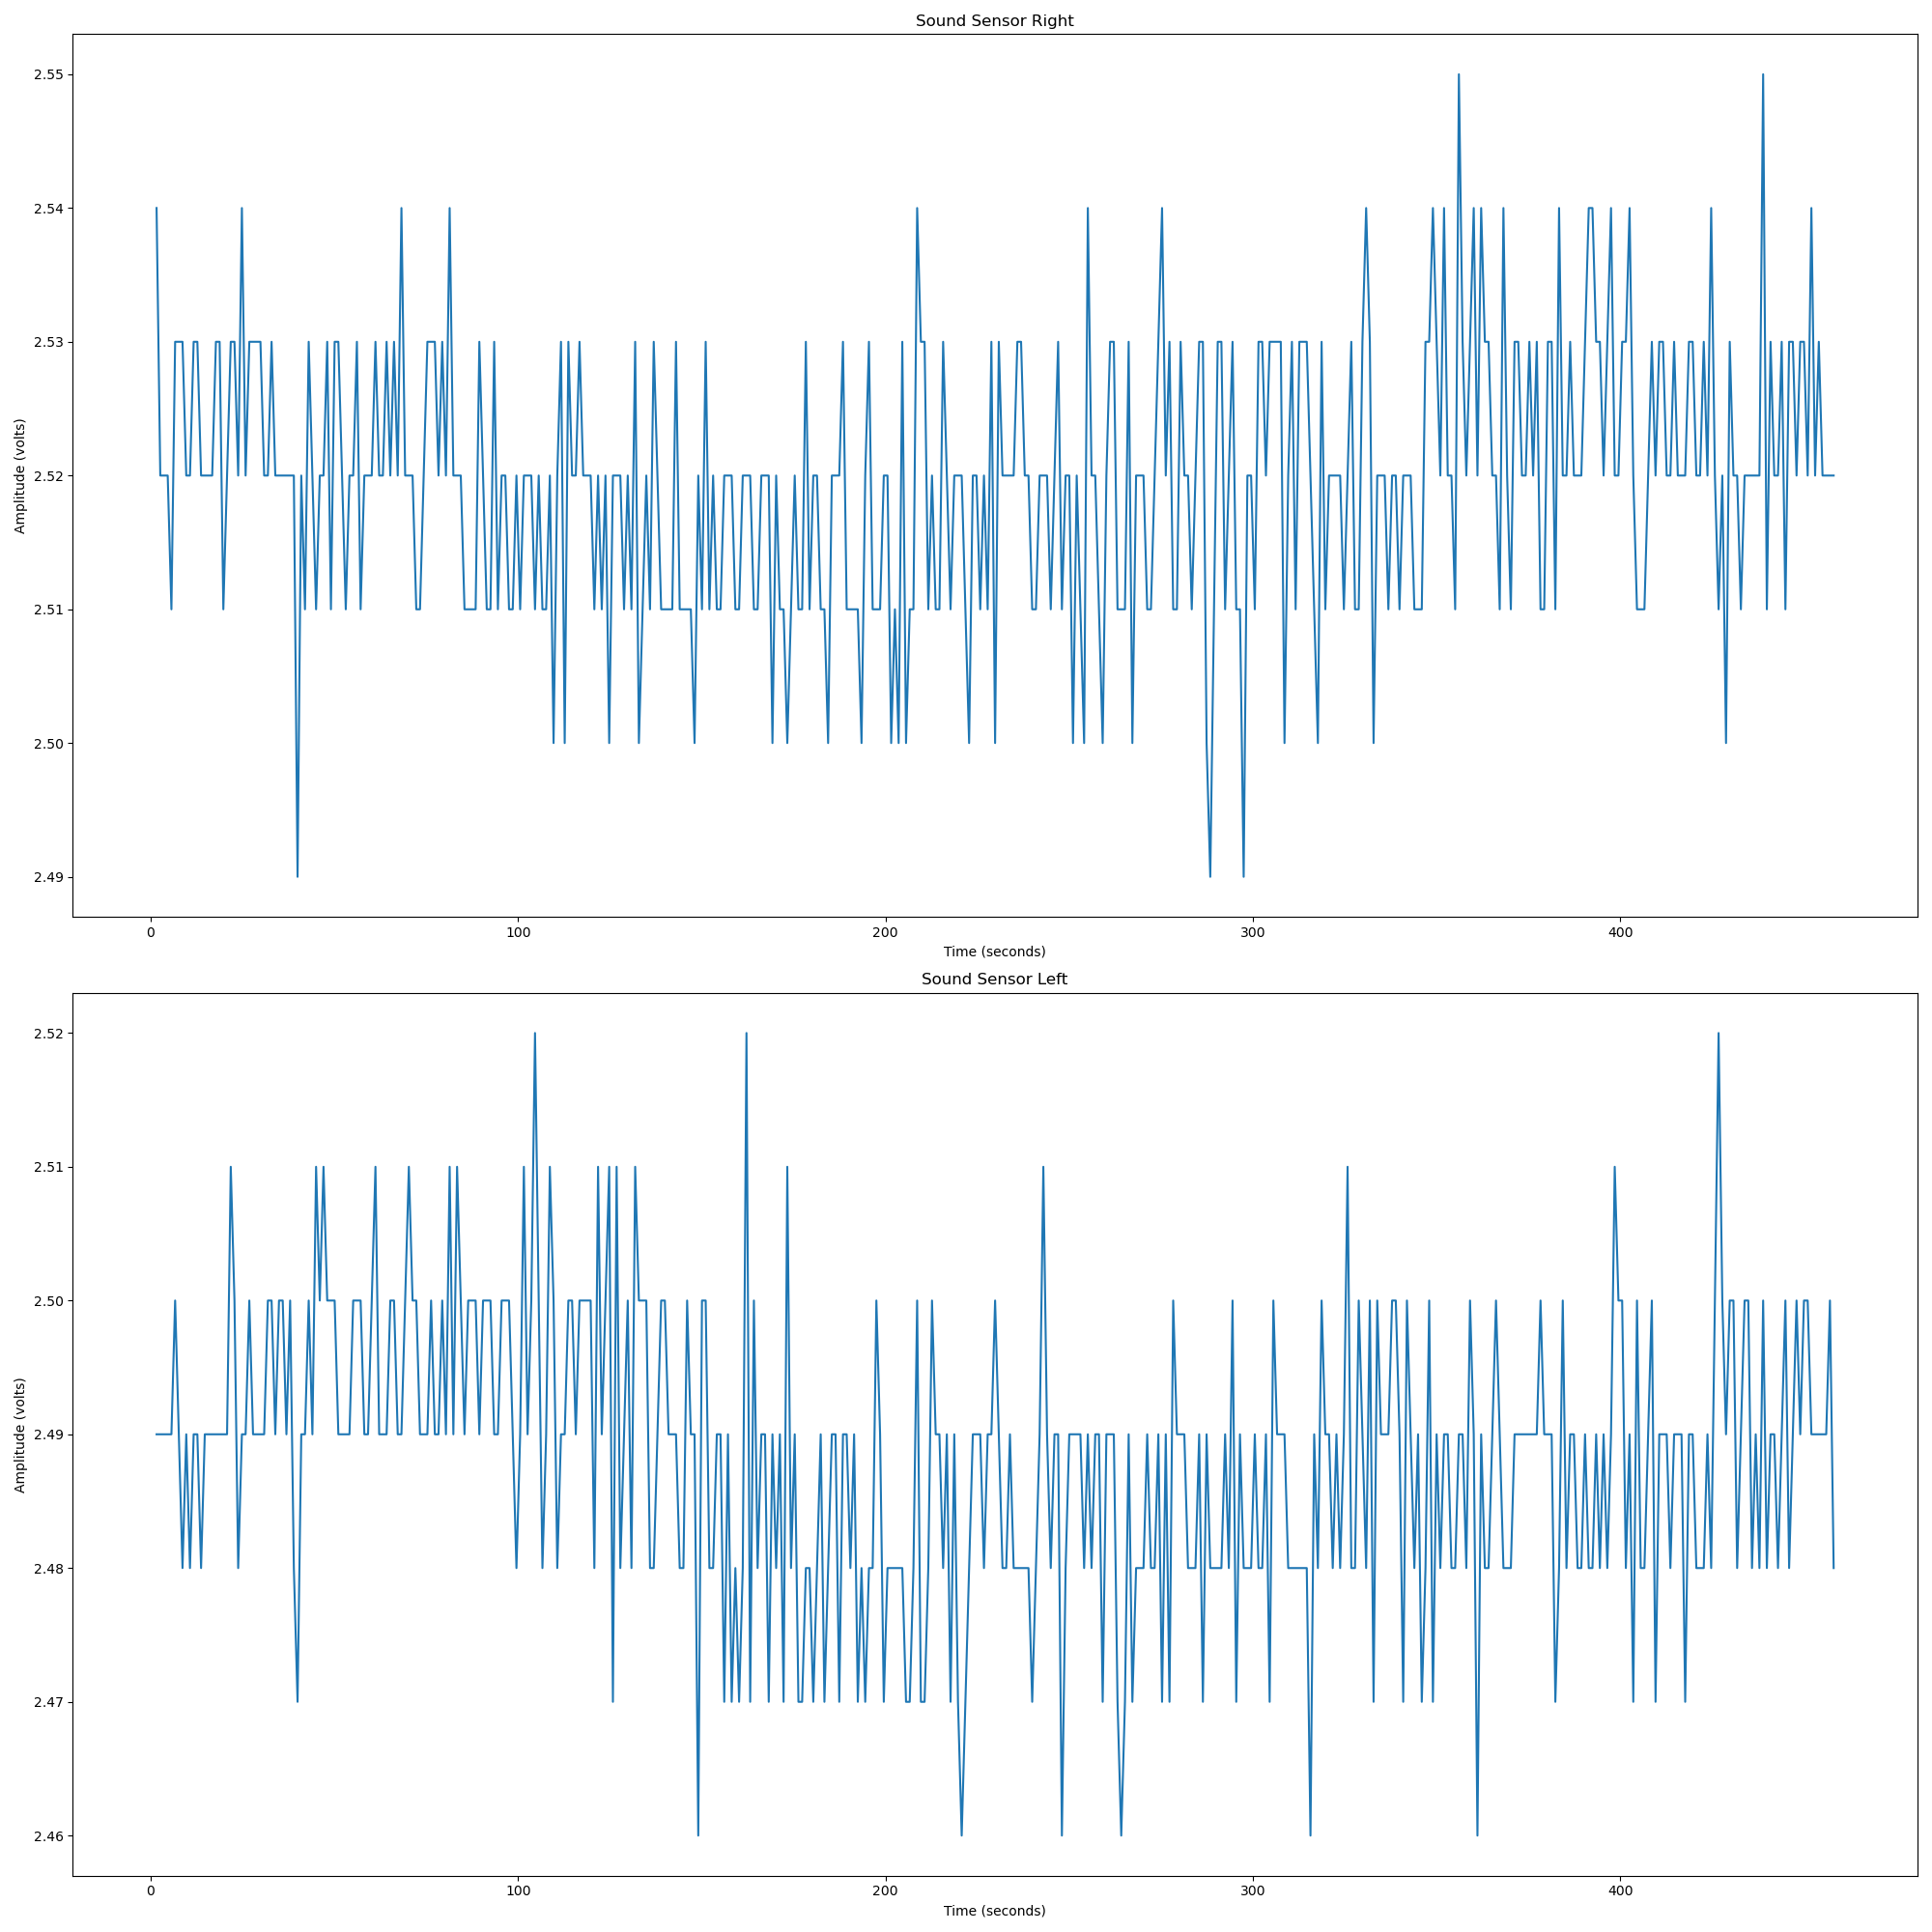 Sound Sensor Right
2.55
2.54
2.53
2.52
2.51
2.50
2.49
Amplitude (volts)
0 100 200 300 400
Time (seconds)
Sound Sensor Left
2.52
2.51
2.50
2.49
2.48
2.47
2.46
Amplitude (volts)
0 100 200 300 400
Time (seconds)